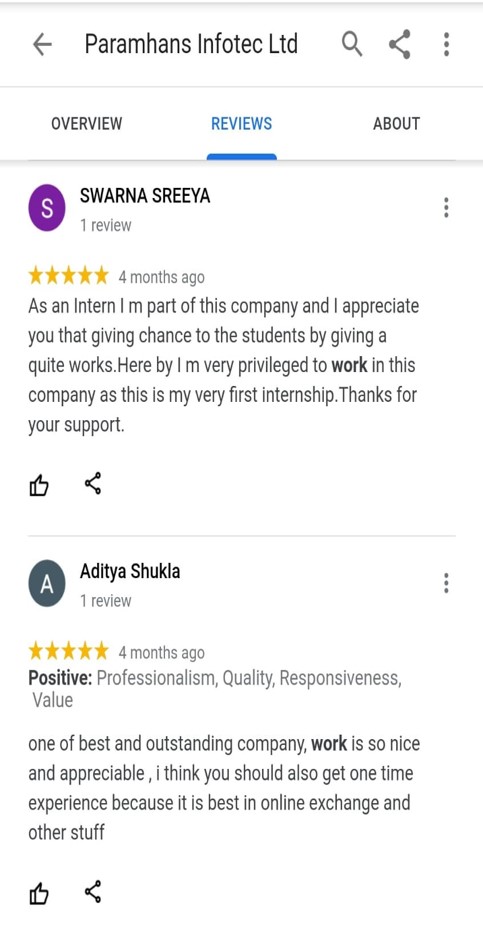 Paramhans Infotec Ltd
OVERVIEW REVIEWS ABOUT
S
SWARNA SREEYA
1 review
4 months ago
As an Intern I m part of this company and I appreciate
you that giving chance to the students by giving a
quite works.Here by I m very privileged to work in this
company as this is my very first internship.Thanks for
your support.
A
Aditya Shukla
1 review
4 months ago
Positive: Professionalism, Quality, Responsiveness,
Value
one of best and outstanding company, work is so nice
and appreciable , i think you should also get one time
experience because it is best in online exchange and
other stuff